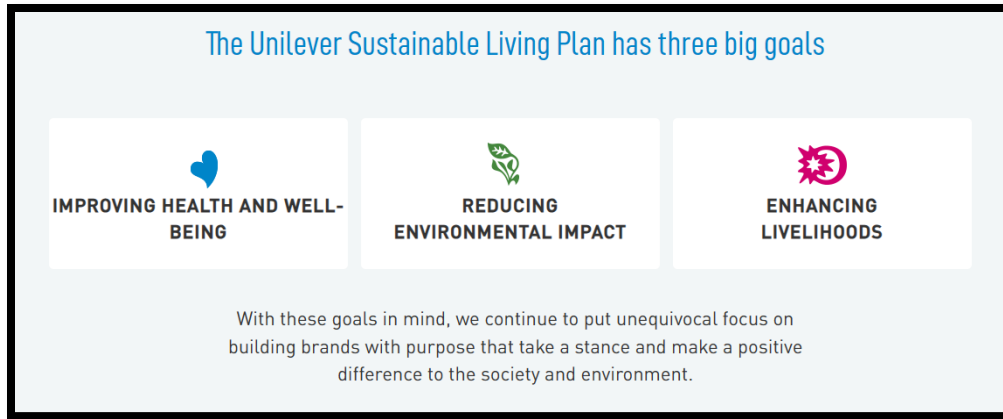 The Unilever Sustainable Living Plan has three big goals
IMPROVING HEALTH AND WELL-
BEING
REDUCING
ENVIRONMENTAL IMPACT
ENHANCING
LIVELIHOODS
With these goals in mind, we continue to put unequivocal focus on
building brands with purpose that take a stance and make a positive
difference to the society and environment.